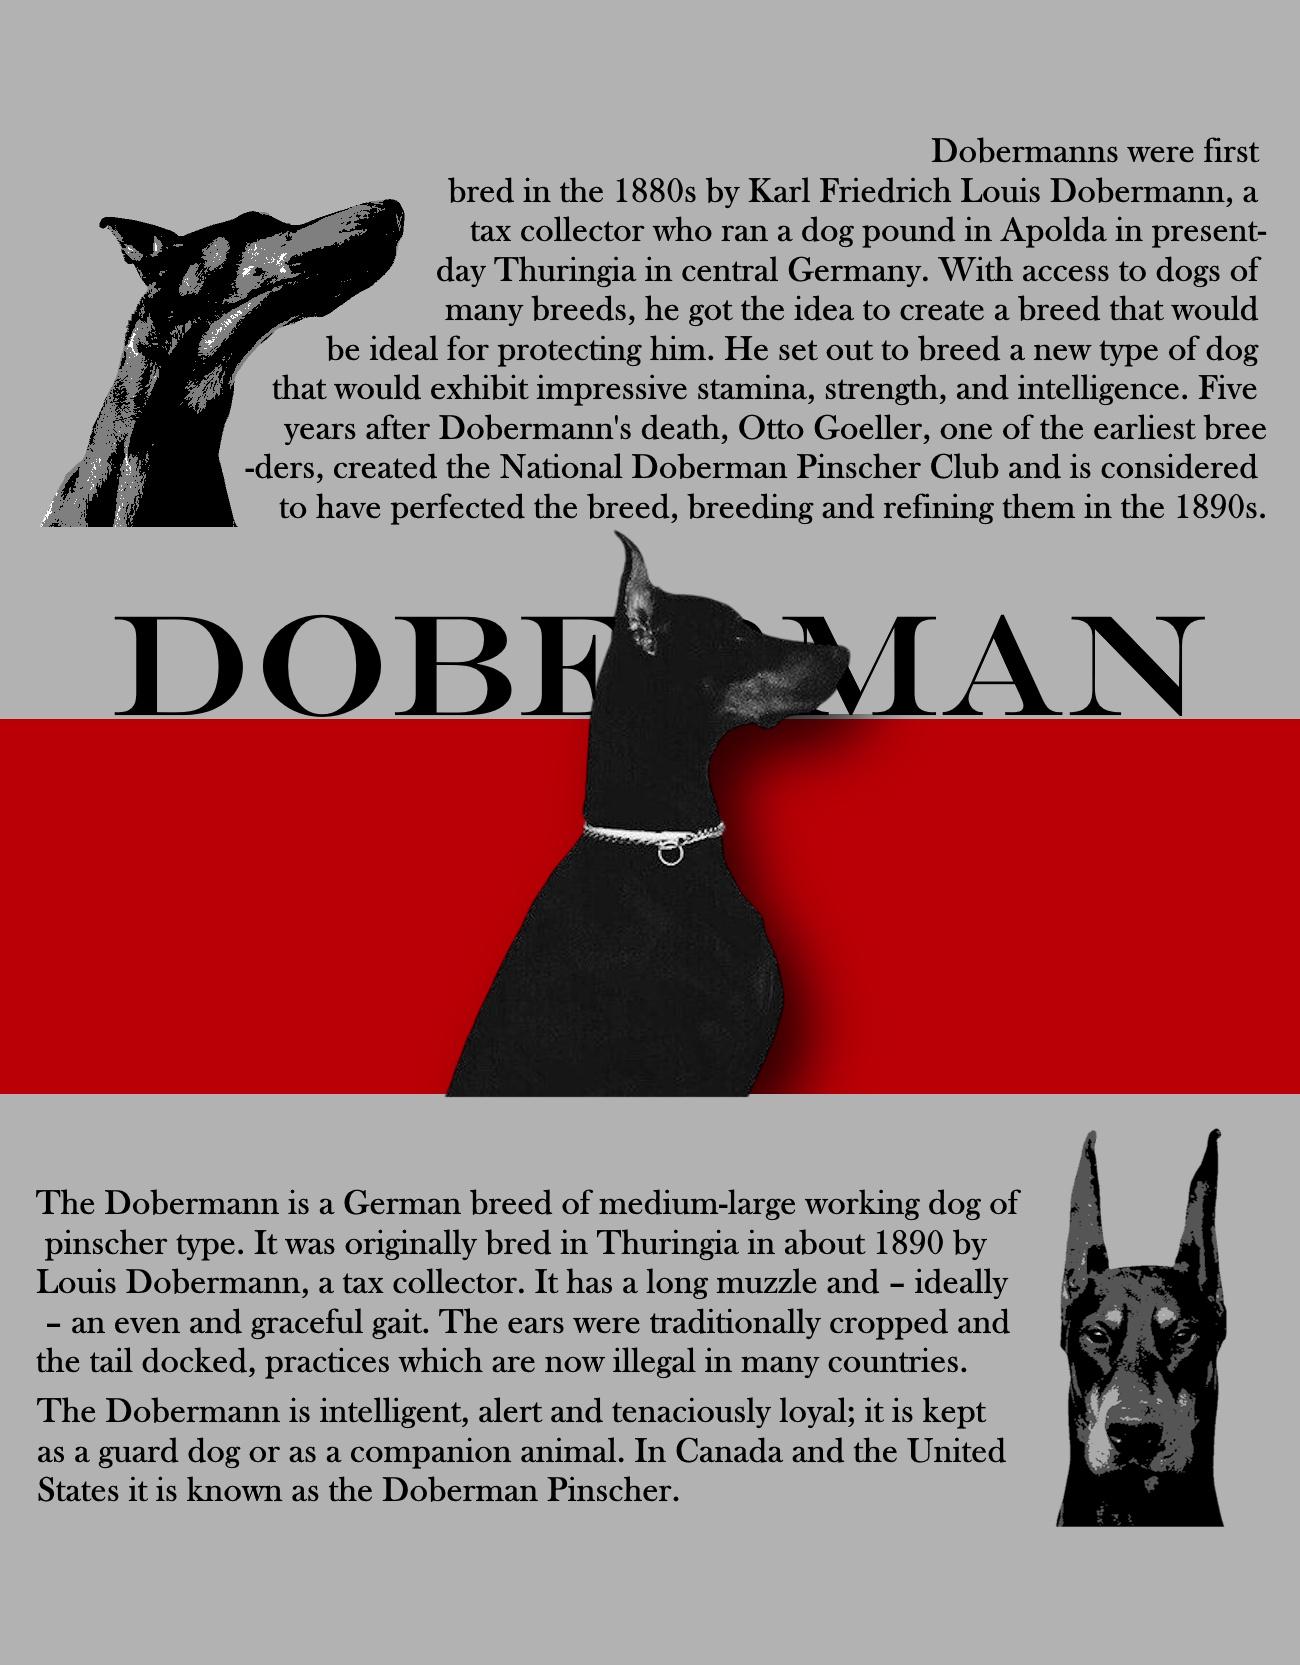 Dobermanns were first
bred in the 1880s by Karl Friedrich Louis Dobermann, a
tax collector who ran a dog pound in Apolda in present-
day Thuringia in central Germany. With access to dogs of
many breeds, he got the idea to create a breed that would
be ideal for protecting him. He set out to breed a new type of dog
that would exhibit impressive stamina, strength, and intelligence. Five
years after Dobermann's death, Otto Goeller, one of the earliest bree
-ders, created the National Doberman Pinscher Club and is considered
to have perfected the breed, breeding and refining them in the 1890s.
DOBERMAN
The Dobermann is a German breed of medium-large working dog of
pinscher type. It was originally bred in Thuringia in about 1890 by
Louis Dobermann, a tax collector. It has a long muzzle and – ideally
– an even and graceful gait. The ears were traditionally cropped and
the tail docked, practices which are now illegal in many countries.
The Dobermann is intelligent, alert and tenaciously loyal; it is kept
as a guard dog or as a companion animal. In Canada and the United
States it is known as the Doberman Pinscher.